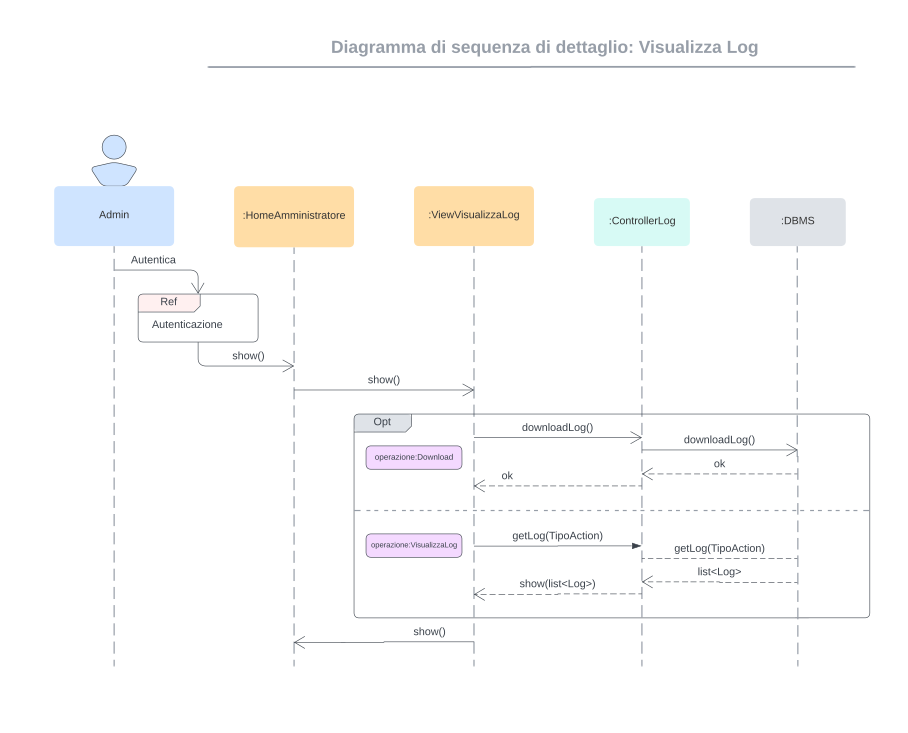 Diagramma di sequenza di dettaglio: Visualizza Log
Admin
:HomeAmministratore
:ViewVisualizzaLog
:ControllerLog
:DBMS
Autentica
Ref
Autenticazione
show()
show()
Opt
downloadLog()
downloadLog()
operazione:Download
ok
ok
getLog(TipoAction)
operazione:VisualizzaLog
getLog(TipoAction)
list<Log>
show(list<Log>)
show()